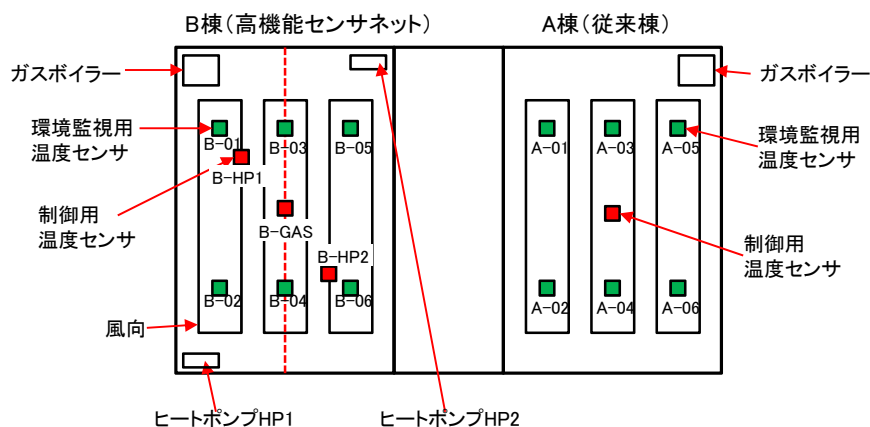 B棟(高機能センサネット)
A棟(従来棟)
ガスボイラー
ガスボイラー
環境監視用
温度センサ
B-01
B-03
B-05
A-01
A-03
A-05
環境監視用
温度センサ
B-HP1
制御用
温度センサ
B-GAS
B-HP2
制御用
温度センサ
B-02
B-04
B-06
A-02
A-04
A-06
風向
ヒートポンプHP1
ヒートポンプHP2